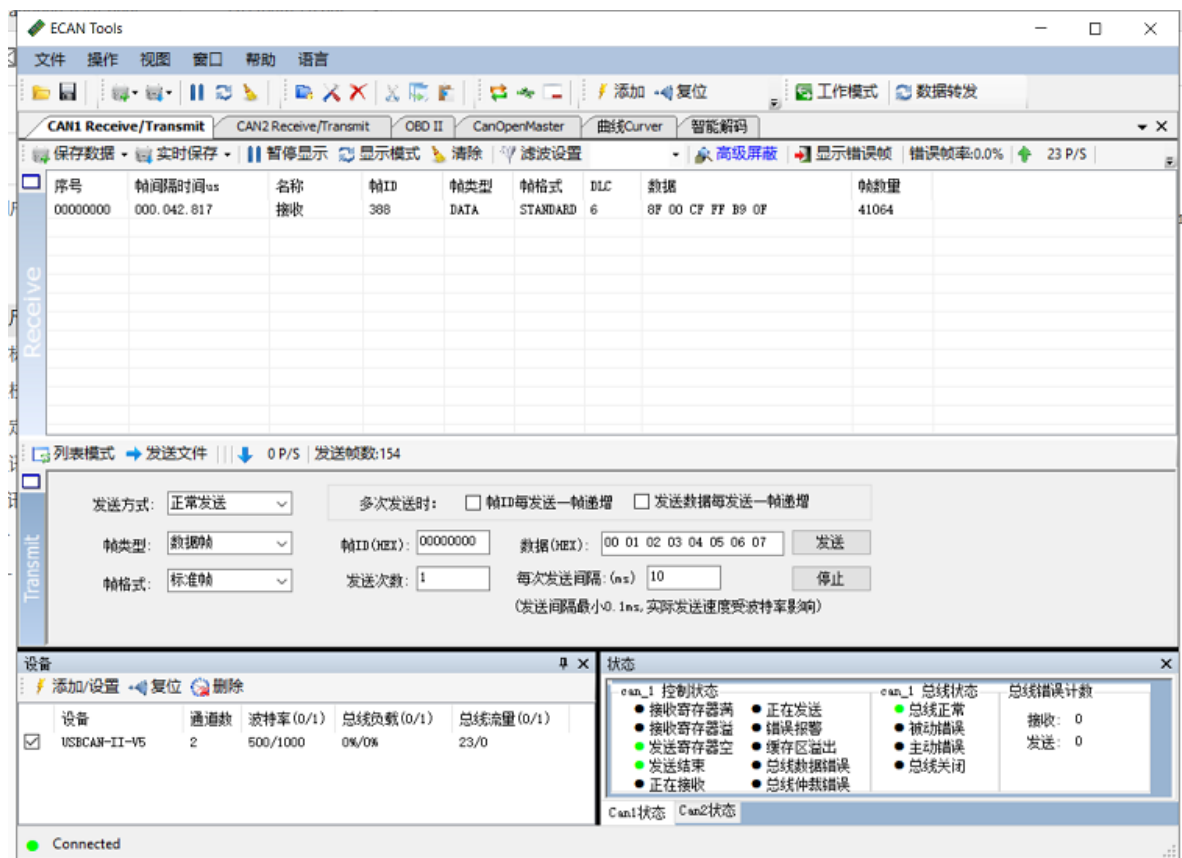 ECAN Tools
文件 操作 视图 窗口 帮助 语言
添加 复位 工作模式 数据转发
CAN1 Receive/Transmit CAN2 Receive/Transmit OBD II CanOpenMaster 曲线Curver 智能解码
保存数据 实时保存 暂停显示 显示模式 清除 滤波设置 高级屏蔽 显示错误帧 错误帧率:0.0% 23 P/S
序号 帧间隔时间us 名称 帧ID 帧类型 帧格式 DLC 数据 帧数量
00000000 000.042.817 接收 388 DATA STANDARD 6 8F 00 CF FF B9 0F 41064
Receive
列表模式 发送文件 0 P/S 发送帧数:154
发送方式: 正常发送 多次发送时: 帧ID每发送一帧递增 发送数据每发送一帧递增
帧类型: 数据帧 帧ID(HEX): 00000000 数据(HEX): 00 01 02 03 04 05 06 07 发送
帧格式: 标准帧 发送次数: 1 每次发送间隔:(ms) 10 停止
(发送间隔最小0.1ms,实际发送速度受波特率影响)
Transmit
设备
添加/设置 复位 删除
设备 通道数 波特率(0/1) 总线负载(0/1) 总线流量(0/1)
USBCAN-II-V5 2 500/1000 0%/0% 23/0
状态
can_1 控制状态 can_1 总线状态 总线错误计数
接收寄存器满 正在发送 总线正常 接收: 0
接收寄存器溢 错误报警 被动错误
发送寄存器空 缓存区溢出 主动错误 发送: 0
发送结束 总线数据错误 总线关闭
正在接收 总线仲裁错误
Can1状态 Can2状态
Connected